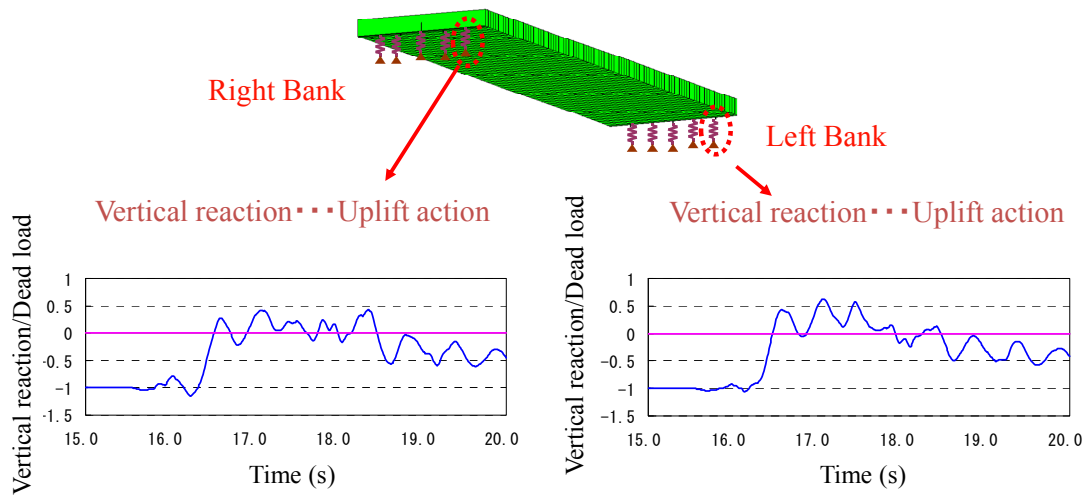 Right Bank
Left Bank
Vertical reaction･･･Uplift action
Vertical reaction/Dead load
1
0.5
0
-0.5
-1
-1.5
15.0 16.0 17.0 18.0 19.0 20.0
Time (s)
Vertical reaction･･･Uplift action
Vertical reaction/Dead load
1
0.5
0
-0.5
-1
-1.5
15.0 16.0 17.0 18.0 19.0 20.0
Time (s)